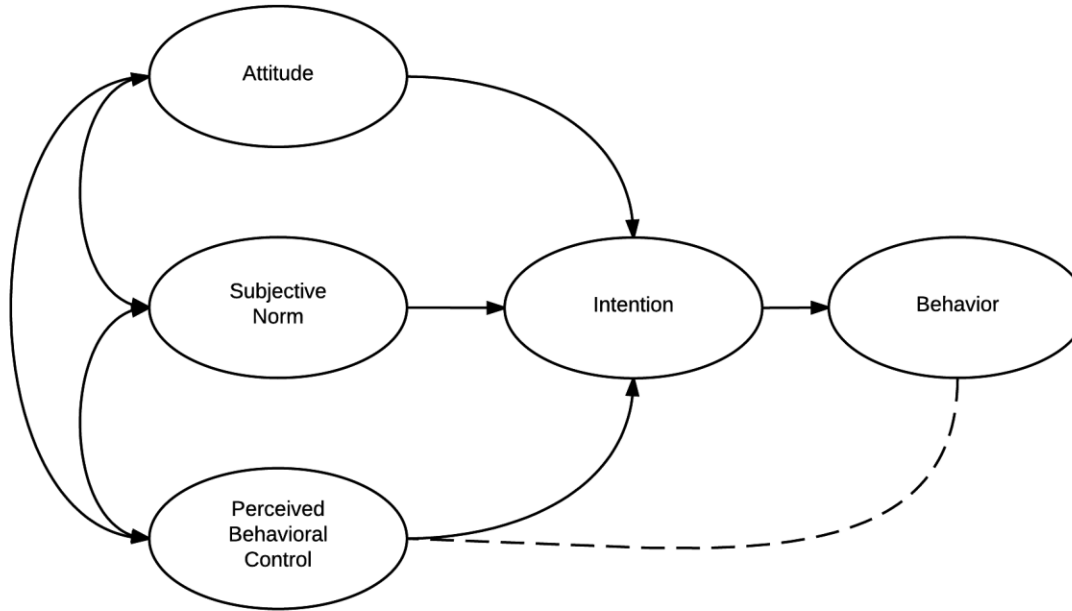 Attitude
Subjective
Norm
Intention
Behavior
Perceived
Behavioral
Control